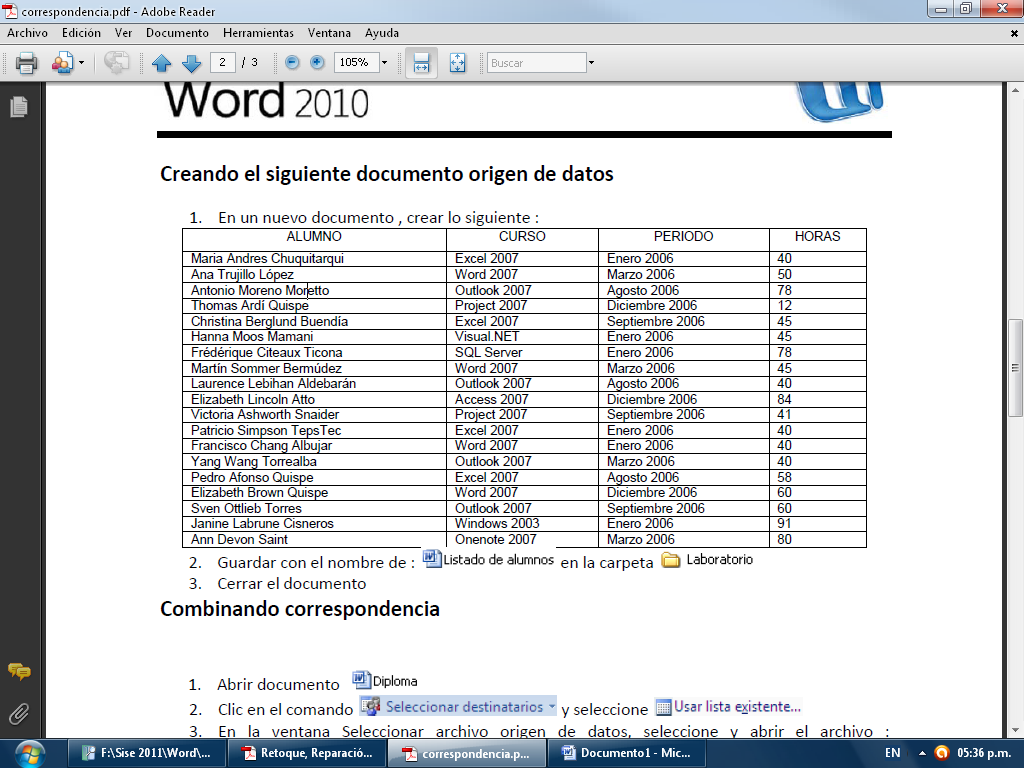 correspondencia.pdf - Adobe Reader
Archivo Edición Ver Documento Herramientas Ventana Ayuda
2 / 3 105% Buscar
Word 2010
Creando el siguiente documento origen de datos
1. En un nuevo documento , crear lo siguiente :
ALUMNO CURSO PERIODO HORAS
Maria Andres Chuquitarqui Excel 2007 Enero 2006 40
Ana Trujillo López Word 2007 Marzo 2006 50
Antonio Moreno Moretto Outlook 2007 Agosto 2006 78
Thomas Ardí Quispe Project 2007 Diciembre 2006 12
Christina Berglund Buendía Excel 2007 Septiembre 2006 45
Hanna Moos Mamani Visual.NET Enero 2006 45
Frédérique Citeaux Ticona SQL Server Enero 2006 78
Martín Sommer Bermúdez Word 2007 Marzo 2006 45
Laurence Lebihan Aldebarán Outlook 2007 Agosto 2006 40
Elizabeth Lincoln Atto Access 2007 Diciembre 2006 84
Victoria Ashworth Snaider Project 2007 Septiembre 2006 41
Patricio Simpson TepsTec Excel 2007 Enero 2006 40
Francisco Chang Albujar Word 2007 Enero 2006 40
Yang Wang Torrealba Outlook 2007 Marzo 2006 40
Pedro Afonso Quispe Excel 2007 Agosto 2006 58
Elizabeth Brown Quispe Word 2007 Diciembre 2006 60
Sven Ottlieb Torres Outlook 2007 Septiembre 2006 60
Janine Labrune Cisneros Windows 2003 Enero 2006 91
Ann Devon Saint Onenote 2007 Marzo 2006 80
2. Guardar con el nombre de : Listado de alumnos en la carpeta Laboratorio
3. Cerrar el documento
Combinando correspondencia
1. Abrir documento Diploma
2. Clic en el comando Seleccionar destinatarios y seleccione Usar lista existente...
3. En la ventana Seleccionar archivo origen de datos, seleccione y abrir el archivo :
F:\Sise 2011\Word\... Retoque, Reparació... correspondencia.p... Documento1 - Mic... EN 05:36 p.m.